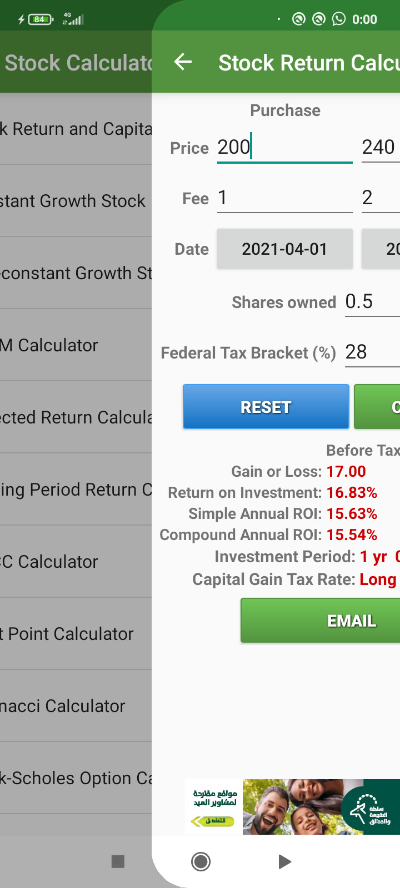 84 4G 0:00
Stock Calculato
Stock Return Calcu
k Return and Capita
stant Growth Stock
-constant Growth St
M Calculator
ected Return Calcula
ing Period Return C
C Calculator
t Point Calculator
nacci Calculator
k-Scholes Option Ca
Purchase
Price 200 240
Fee 1 2
Date 2021-04-01 20
Shares owned 0.5
Federal Tax Bracket (%) 28
RESET C
Before Tax
Gain or Loss: 17.00
Return on Investment: 16.83%
Simple Annual ROI: 15.63%
Compound Annual ROI: 15.54%
Investment Period: 1 yr 0
Capital Gain Tax Rate: Long
EMAIL
مواقع مقترحة
لمشاوير العيد